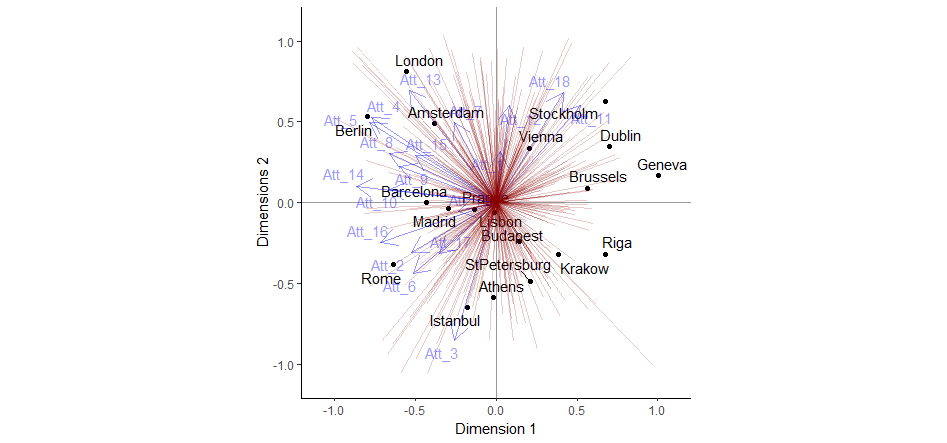 1.0
London
Att_13
Att_18
Att_4
Amsterdam
Stockholm
0.5
Att_5
Att_11
Berlin
Dublin
Vienna
Att_8
Att_15
Geneva
Att_14
Brussels
Att_9
Barcelona
Att_10
0.0
Madrid
Lisbon
Att_16
Att_17
Budapest
Riga
Att_2
StPetersburg
Krakow
Rome
Att_6
Athens
-0.5
Istanbul
Att_3
-1.0
-1.0
-0.5
0.0
0.5
1.0
Dimension 1
Dimensions 2